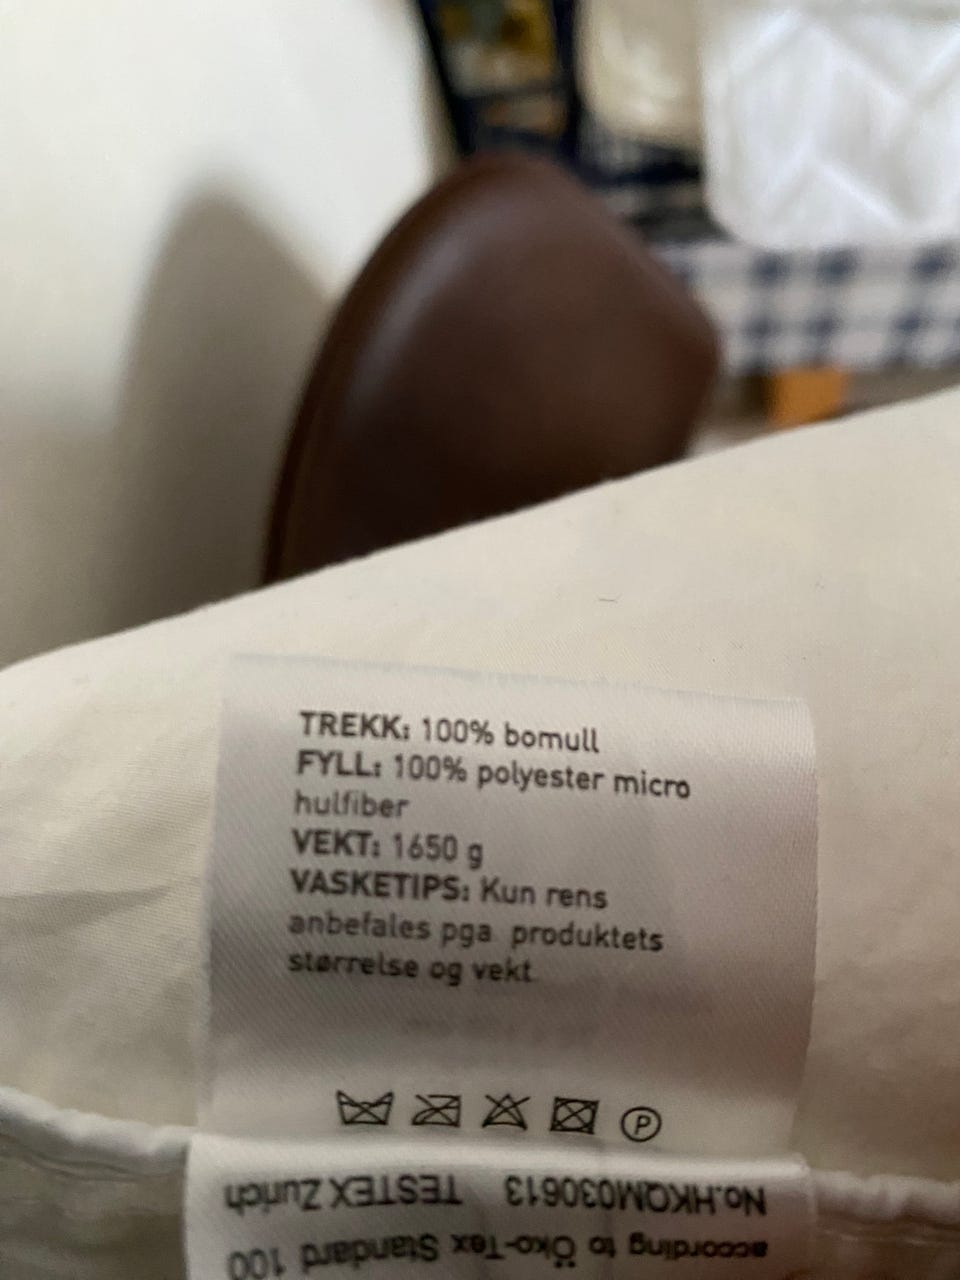 TREKK: 100% bomull
FYLL: 100% polyester micro
hulfiber
VEKT: 1650 g
VASKETIPS: Kun rens
anbefales pga produktets
størrelse og vekt.
P
according to Öko-Tex Standard 100
No.HKQM030613 TESTEX Zurich